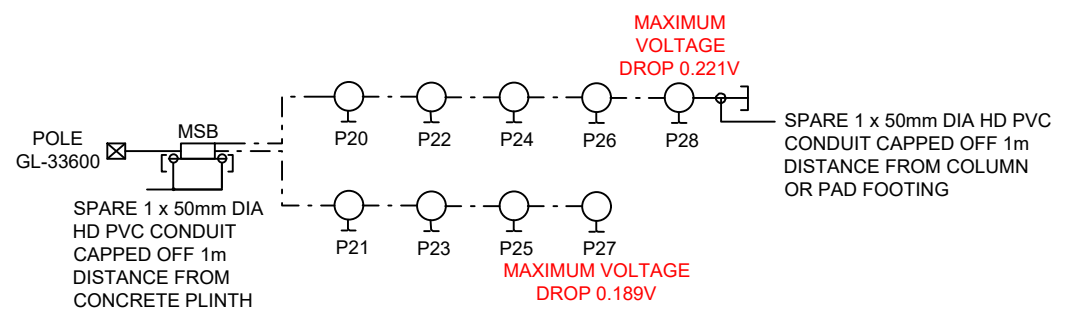 MAXIMUM
VOLTAGE
DROP 0.221V
P20
P22
P24
P26
P28
SPARE 1 x 50mm DIA HD PVC
CONDUIT CAPPED OFF 1m
DISTANCE FROM COLUMN
OR PAD FOOTING
POLE
GL-33600
MSB
SPARE 1 x 50mm DIA
HD PVC CONDUIT
CAPPED OFF 1m
DISTANCE FROM
CONCRETE PLINTH
P21
P23
P25
P27
MAXIMUM VOLTAGE
DROP 0.189V